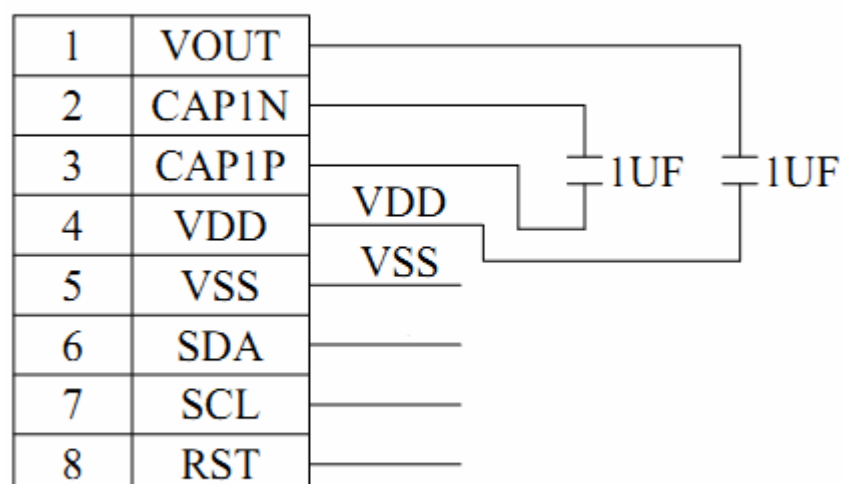 1 VOUT
2 CAP1N
3 CAP1P
1UF 1UF
4 VDD VDD
5 VSS VSS
6 SDA
7 SCL
8 RST